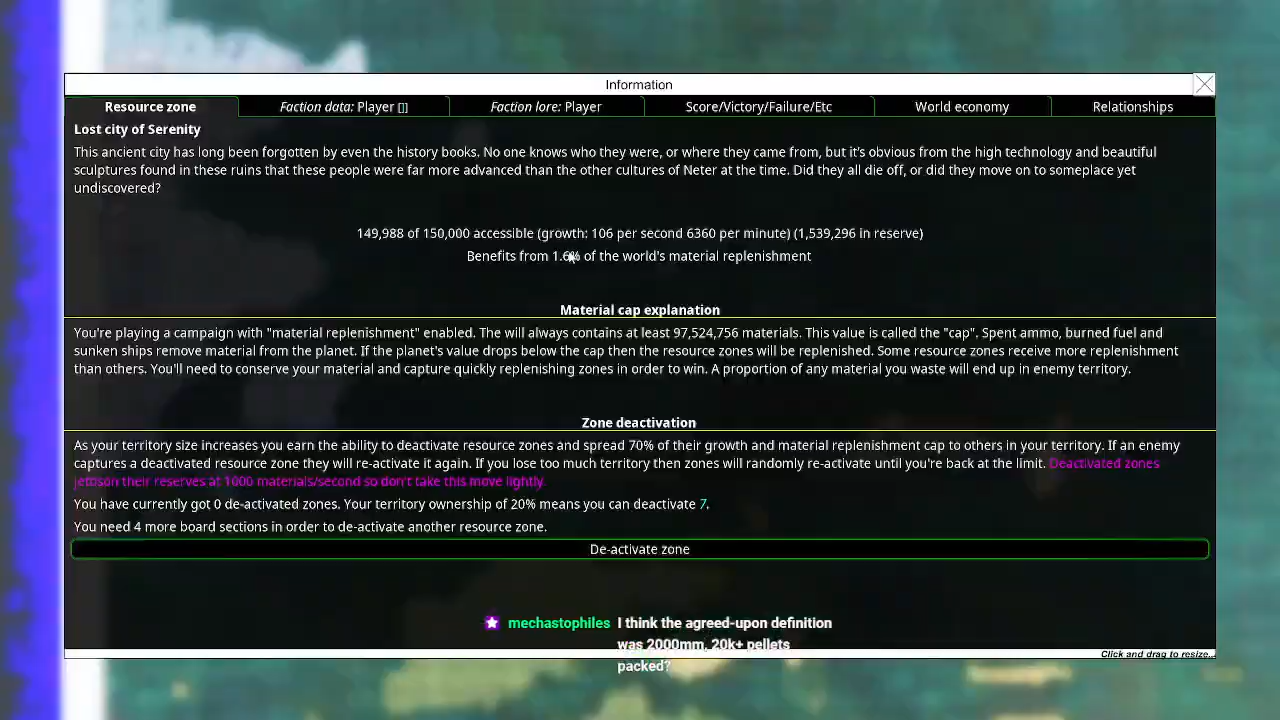 Information
Resource zone
Faction data: Player []]
Faction lore: Player
Score/Victory/Failure/Etc
World economy
Relationships
Lost city of Serenity
This ancient city has long been forgotten by even the history books. No one knows who they were, or where they came from, but it's obvious from the high technology and beautiful
sculptures found in these ruins that these people were far more advanced than the other cultures of Neter at the time. Did they all die off, or did they move on to someplace yet
undiscovered?
149,988 of 150,000 accessible (growth: 106 per second 6360 per minute) (1,539,296 in reserve)
Benefits from 1.6% of the world's material replenishment
Material cap explanation
You're playing a campaign with "material replenishment" enabled. The will always contains at least 97,524,756 materials. This value is called the "cap". Spent ammo, burned fuel and
sunken ships remove material from the planet. If the planet's value drops below the cap then the resource zones will be replenished. Some resource zones receive more replenishment
than others. You'll need to conserve your material and capture quickly replenishing zones in order to win. A proportion of any material you waste will end up in enemy territory.
Zone deactivation
As your territory size increases you earn the ability to deactivate resource zones and spread 70% of their growth and material replenishment cap to others in your territory. If an enemy
captures a deactivated resource zone they will re-activate it again. If you lose too much territory then zones will randomly re-activate until you're back at the limit. Deactivated zones
jettison their reserves at 1000 materials/second so don't take this move lightly.
You have currently got 0 de-activated zones. Your territory ownership of 20% means you can deactivate 7.
You need 4 more board sections in order to de-activate another resource zone.
De-activate zone
mechastophiles I think the agreed-upon definition
was 2000mm, 20k+ pellets
packed?
Click and drag to resize...